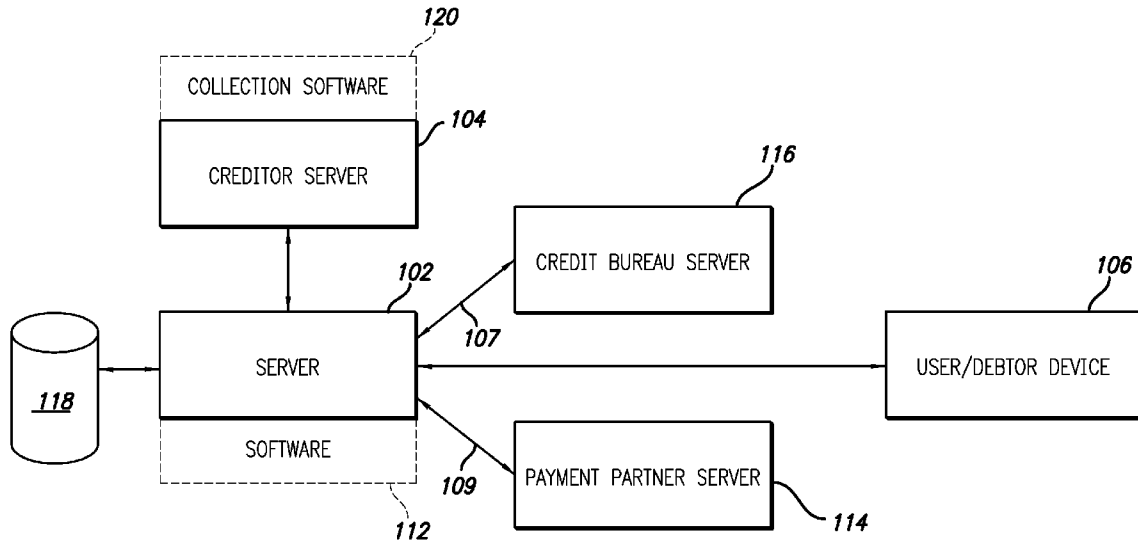 120
COLLECTION SOFTWARE
104
CREDITOR SERVER
116
CREDIT BUREAU SERVER
102
106
107
SERVER
USER/DEBTOR DEVICE
118
SOFTWARE
109
PAYMENT PARTNER SERVER
114
112